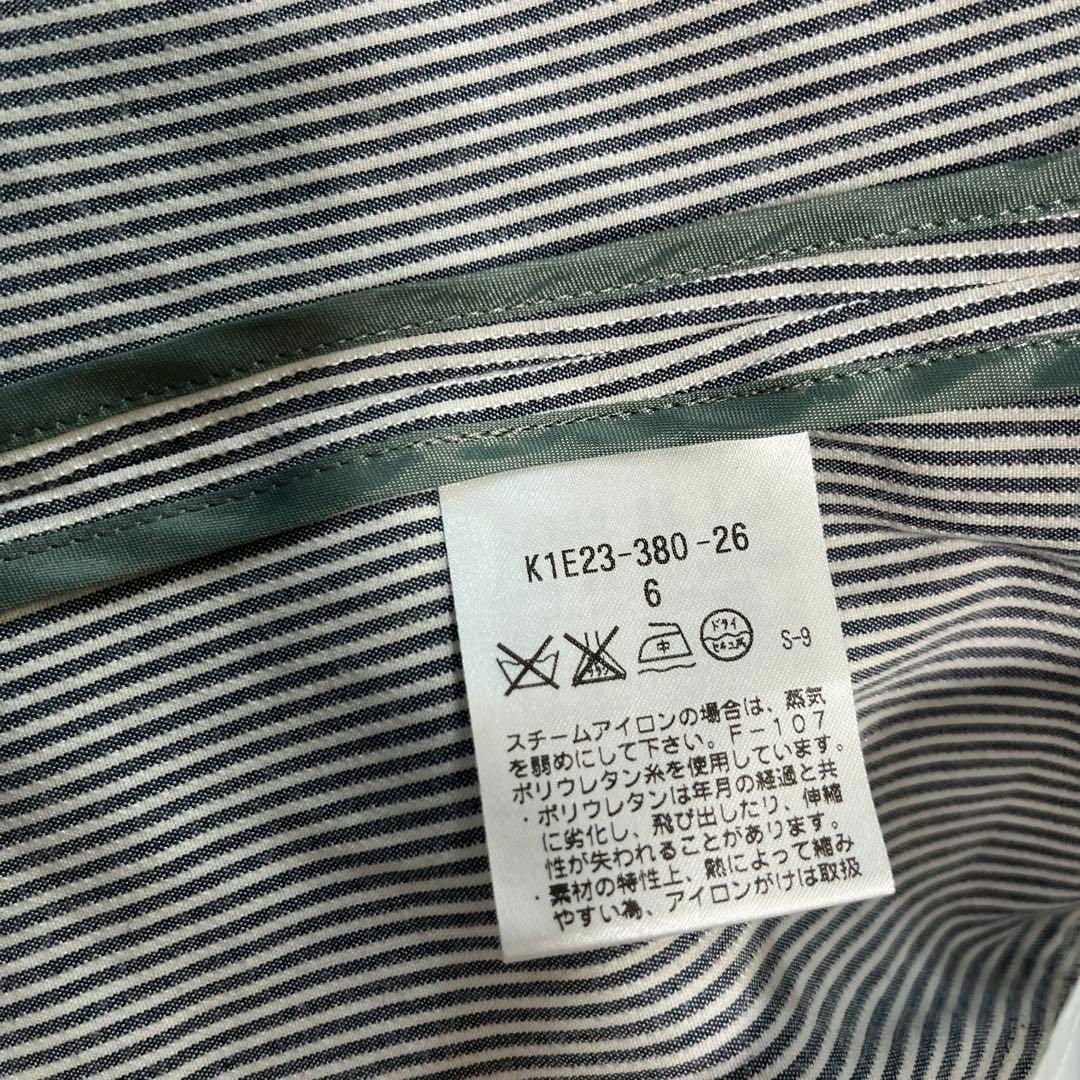 K1E23-380-26
6
中
ドライ
セキユ系
S-9
スチームアイロンの場合は、蒸気
を弱めにして下さい。F-107
ポリウレタン糸を使用しています。
・ポリウレタンは年月の経過と共
に劣化し、飛び出したり、伸縮
性が失われることがあります。
・素材の特性上、熱によって縮み
やすい為、アイロンがけは取扱